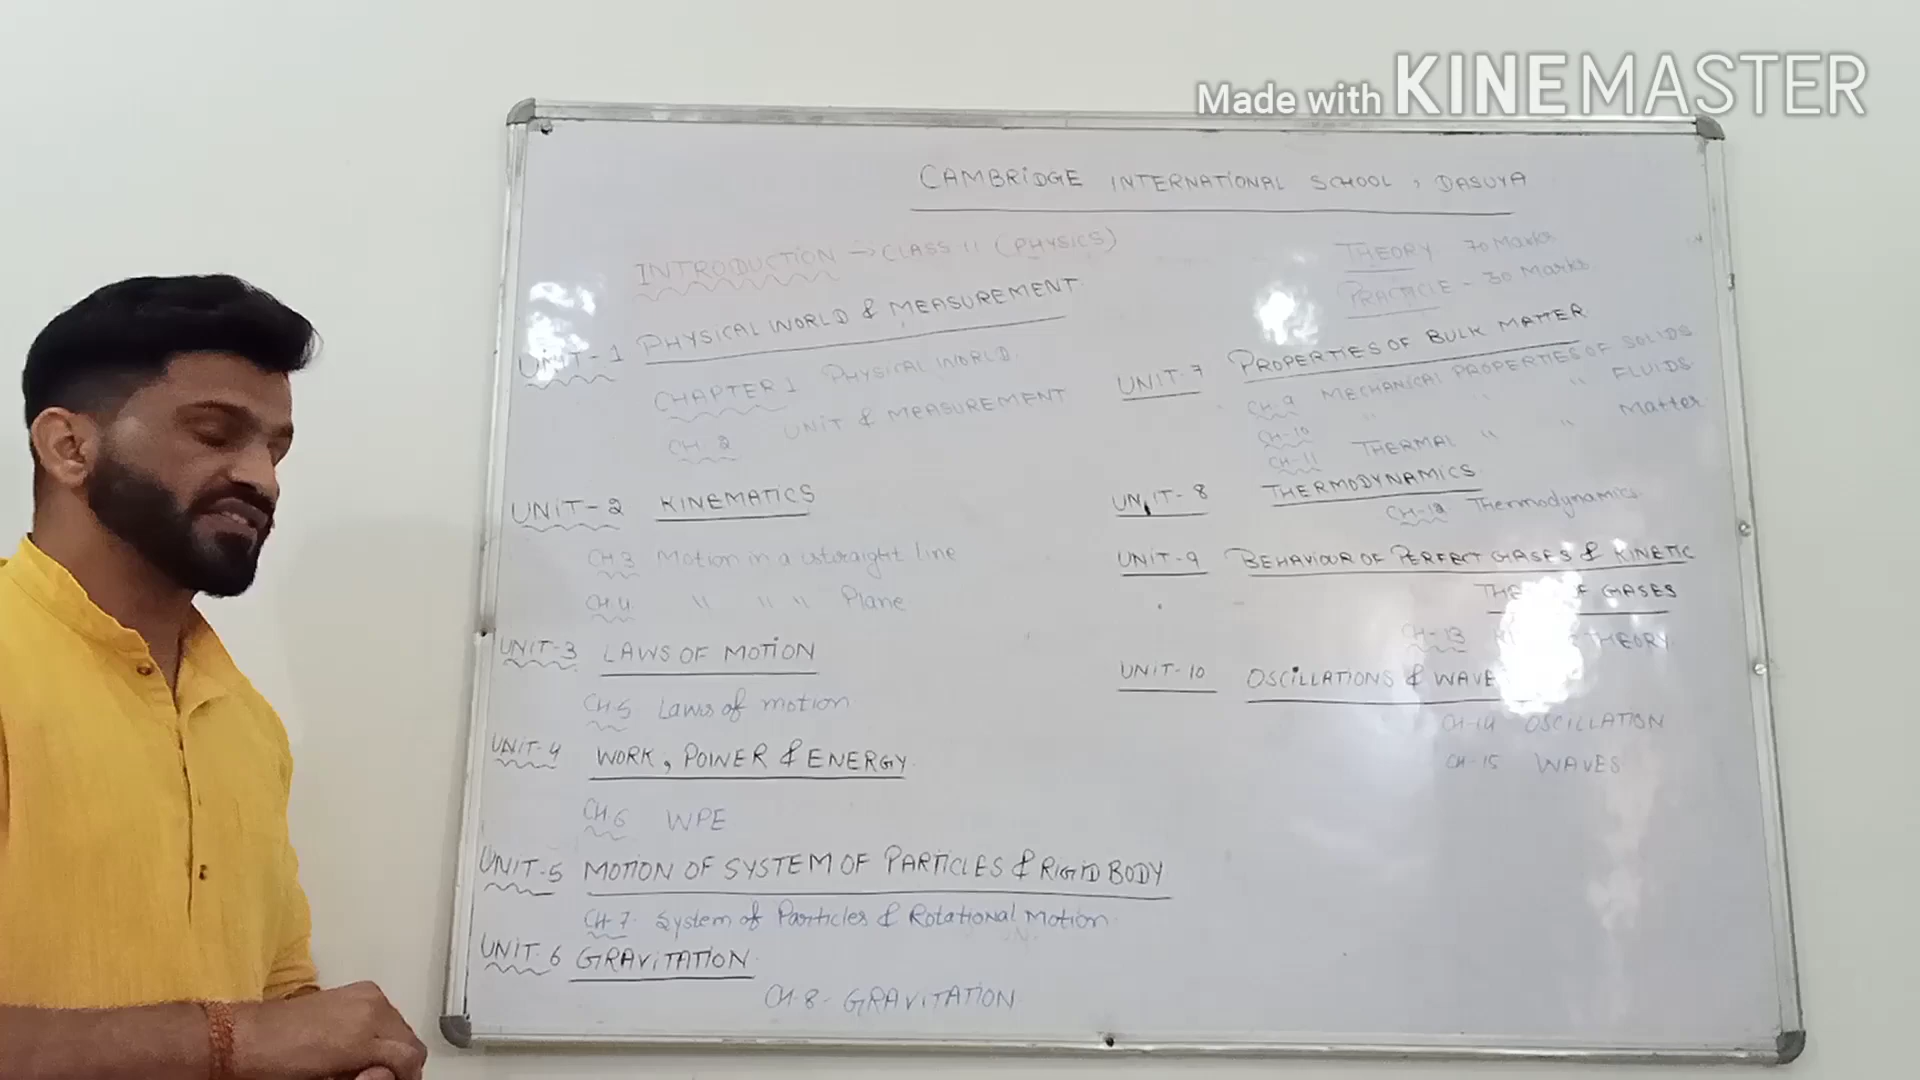 Made with KINEMASTER
CAMBRIDGE INTERNATIONAL SCHOOL, DASUYA
INTRODUCTION → CLASS 11 (PHYSICS)
THEORY 70 Marks
PRACTICLE - 30 Marks
UNIT-1 PHYSICAL WORLD & MEASUREMENT
CHAPTER 1 PHYSICAL WORLD
CH-2 UNIT & MEASUREMENT
UNIT-2 KINEMATICS
CH.3 Motion in a straight line
CH.4 " " " Plane
UNIT-3 LAWS OF MOTION
CH.5 Laws of motion
UNIT-4 WORK, POWER & ENERGY
CH.6 WPE
UNIT-5 MOTION OF SYSTEM OF PARTICLES & RIGID BODY
CH-7. System of Particles & Rotational Motion
UNIT.6 GRAVITATION
CH-8- GRAVITATION
UNIT-7 PROPERTIES OF BULK MATTER
CH-9 MECHANICAL PROPERTIES OF SOLIDS
CH-10 " " " FLUIDS
CH-11 THERMAL " " Matter
UNIT-8 THERMODYNAMICS
CH-12 Thermodynamics
UNIT-9 BEHAVIOUR OF PERFECT GASES & KINETIC
GASES
CH-13 THEORY
UNIT-10 OSCILLATIONS & WAVE
CH-14 OSCILLATION
CH-15 WAVES